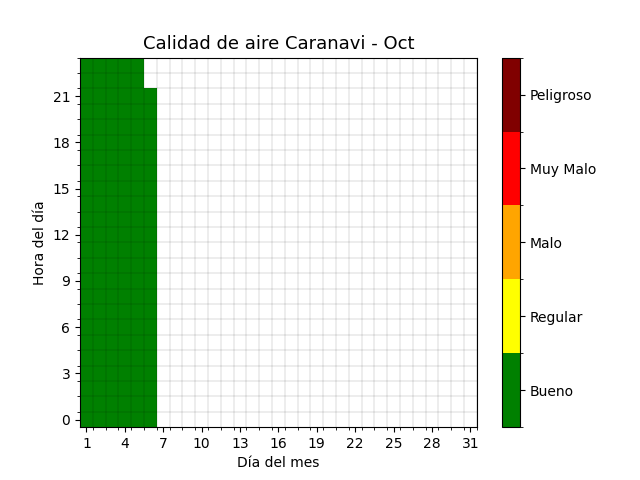 Calidad de aire Caranavi - Oct
Hora del día
21
18
15
12
9
6
3
0
1 4 7 10 13 16 19 22 25 28 31
Día del mes
Peligroso
Muy Malo
Malo
Regular
Bueno